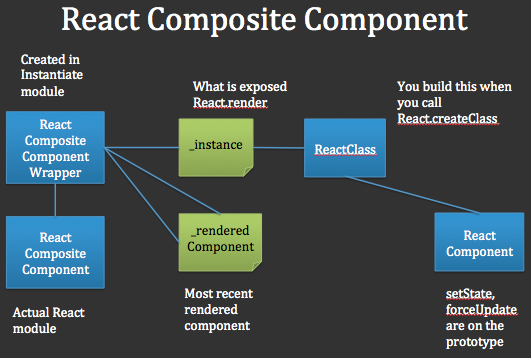 React Composite Component
Created in
Instantiate
module
What is exposed
React.render
You build this when
you call
React.createClass
React
Composite
Component
Wrapper
_instance
ReactClass
React
Composite
Component
_rendered
Component
React
Component
Actual React
module
Most recent
rendered
component
setState,
forceUpdate
are on the
prototype